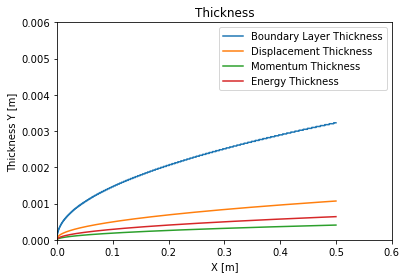 Thickness
Boundary Layer Thickness
Displacement Thickness
Momentum Thickness
Energy Thickness
Thickness Y [m]
0.006
0.005
0.004
0.003
0.002
0.001
0.000
0.0 0.1 0.2 0.3 0.4 0.5 0.6
X [m]